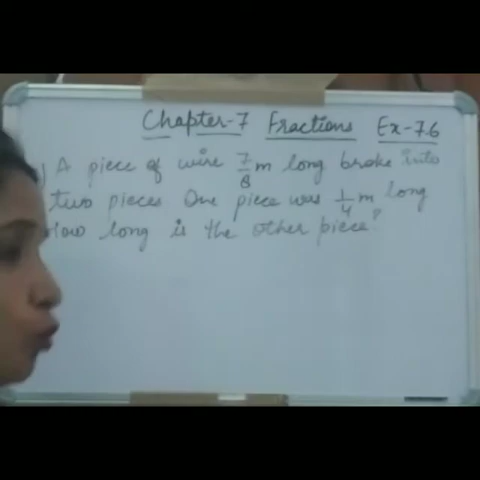 Chapter-7 Fractions Ex-7.6
) A piece of wire 7/8 m long broke into
two pieces One piece was 1/4 m long
How long is the other piece?